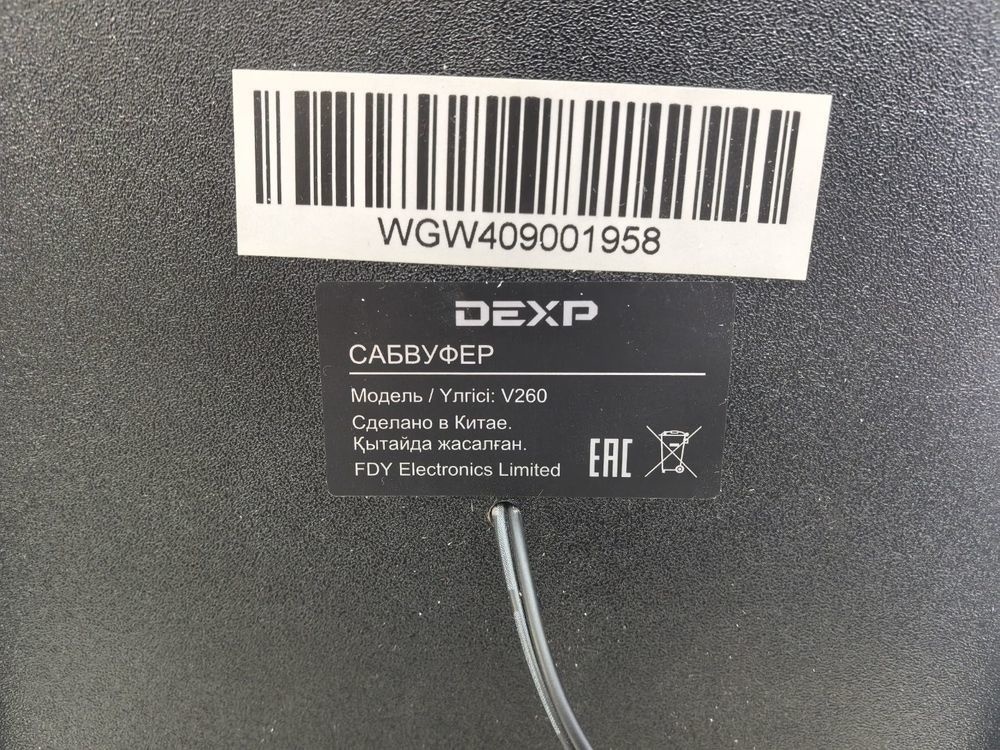 WGW409001958
DEXP
САБВУФЕР
Модель / Үлгісі: V260
Сделано в Китае.
Қытайда жасалған.
FDY Electronics Limited
EAC